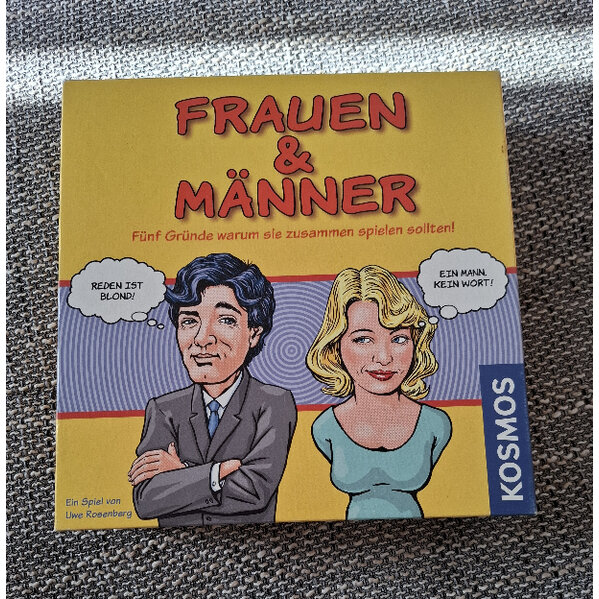 FRAUEN
&
MÄNNER
Fünf Gründe warum sie zusammen spielen sollten!
REDEN IST
BLOND!
EIN MANN.
KEIN WORT!
KOSMOS
Ein Spiel von
Uwe Rosenberg